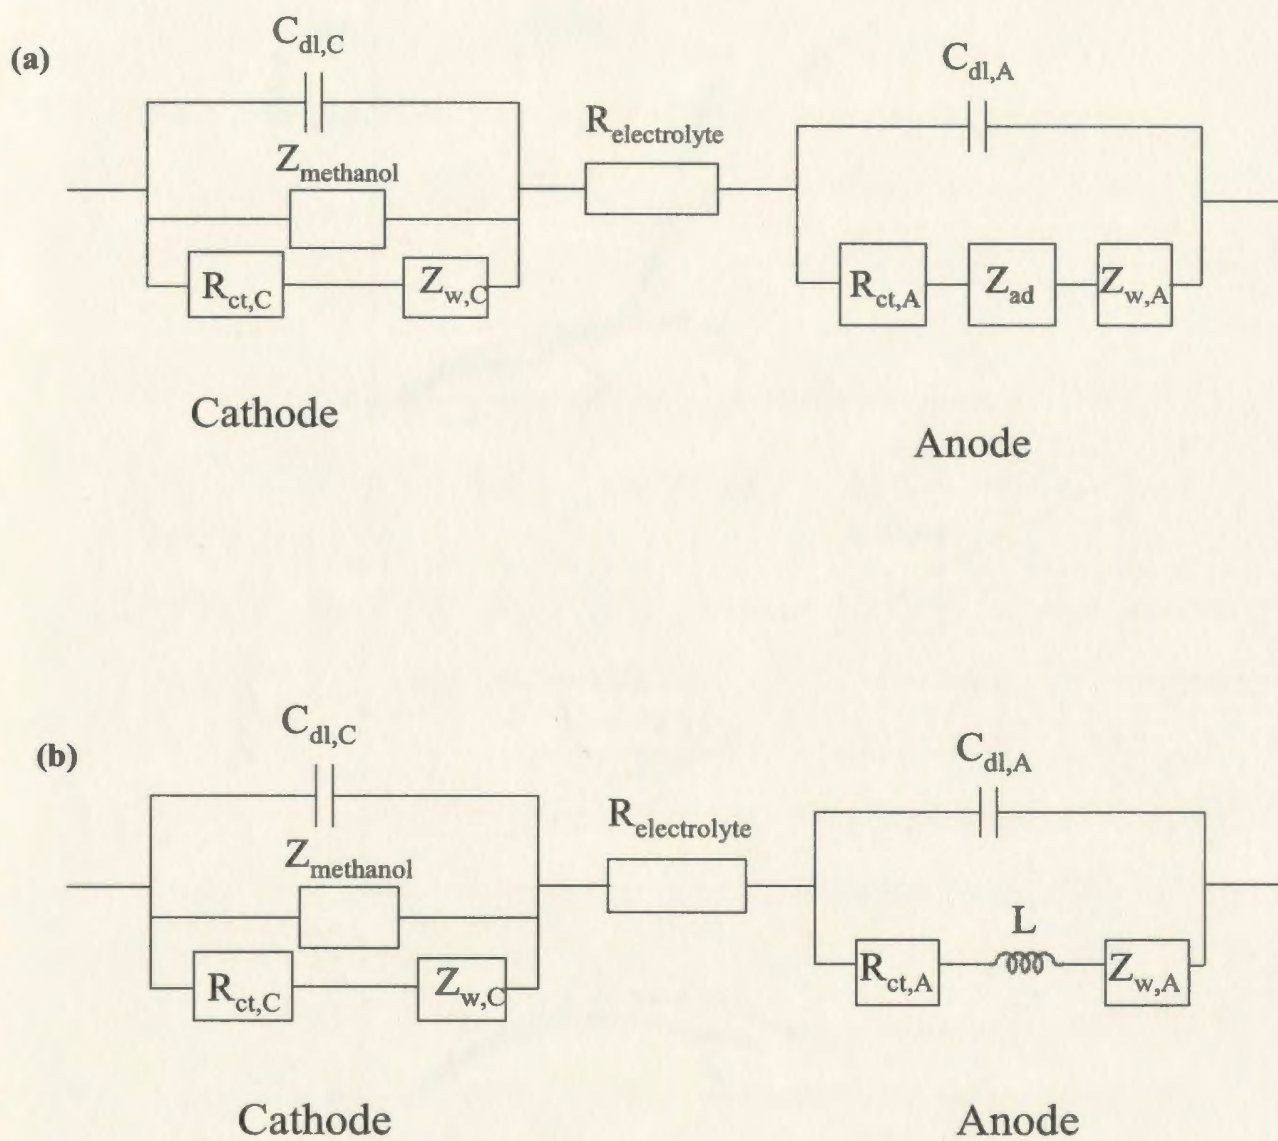 (a)
C_dl,C
C_dl,A
Z_methanol
R_electrolyte
R_ct,C
Z_w,C
R_ct,A
Z_ad
Z_w,A
Cathode
Anode
(b)
C_dl,C
C_dl,A
Z_methanol
R_electrolyte
L
R_ct,C
Z_w,C
R_ct,A
Z_w,A
Cathode
Anode